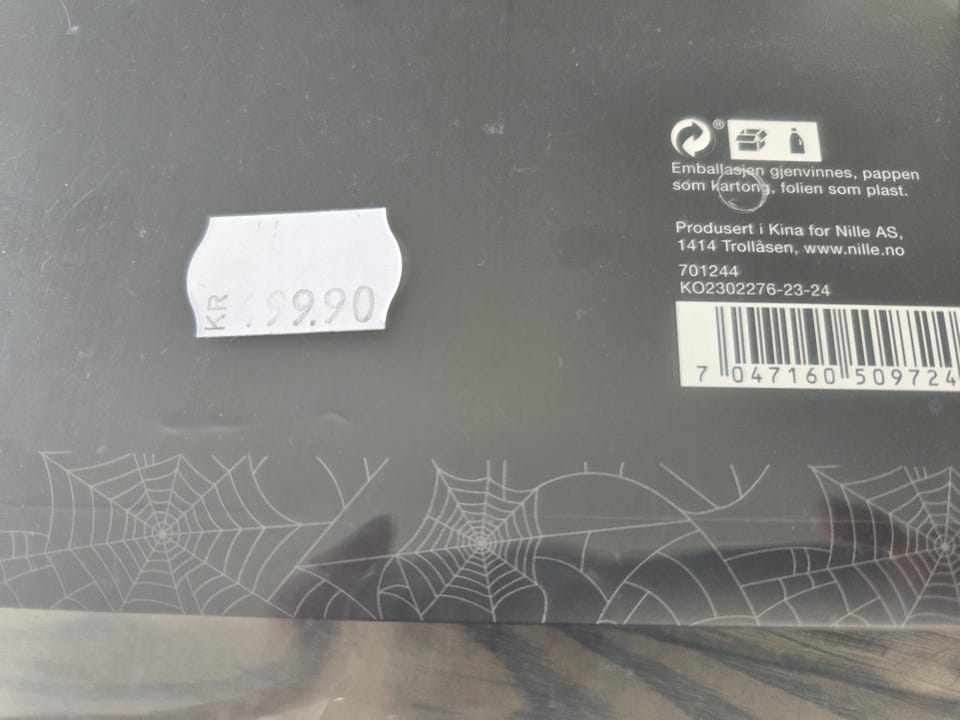 KR 99.90
®
Emballasjen gjenvinnes, pappen
som kartong, folien som plast.
Produsert i Kina for Nille AS,
1414 Trollåsen, www.nille.no
701244
KO2302276-23-24
7 047160 509724